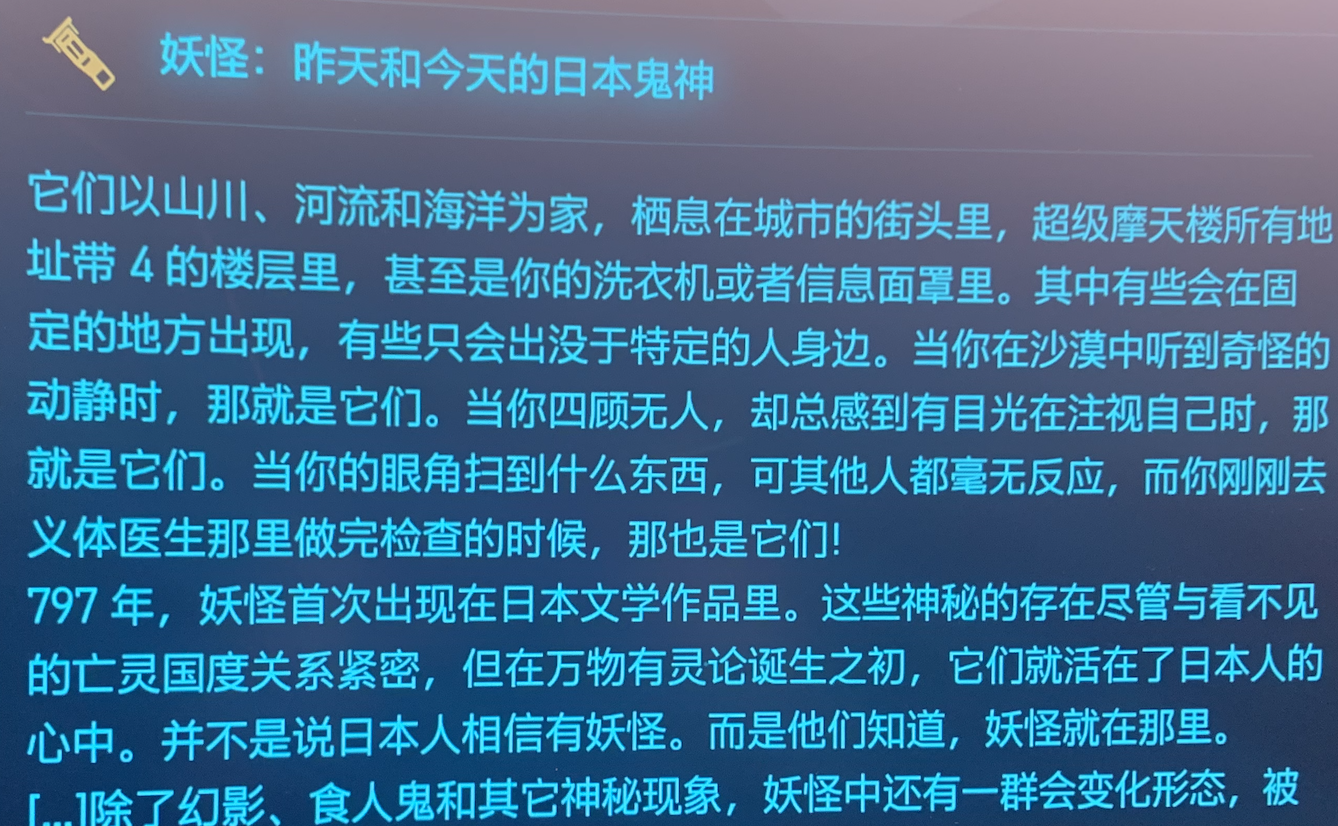 妖怪：昨天和今天的日本鬼神
它们以山川、河流和海洋为家，栖息在城市的街头里，超级摩天楼所有地
址带 4 的楼层里，甚至是你的洗衣机或者信息面罩里。其中有些会在固
定的地方出现，有些只会出没于特定的人身边。当你在沙漠中听到奇怪的
动静时，那就是它们。当你四顾无人，却总感到有目光在注视自己时，那
就是它们。当你的眼角扫到什么东西，可其他人都毫无反应，而你刚刚去
义体医生那里做完检查的时候，那也是它们！
797 年，妖怪首次出现在日本文学作品里。这些神秘的存在尽管与看不见
的亡灵国度关系紧密，但在万物有灵论诞生之初，它们就活在了日本人的
心中。并不是说日本人相信有妖怪。而是他们知道，妖怪就在那里。
[...]除了幻影、食人鬼和其它神秘现象，妖怪中还有一群会变化形态，被